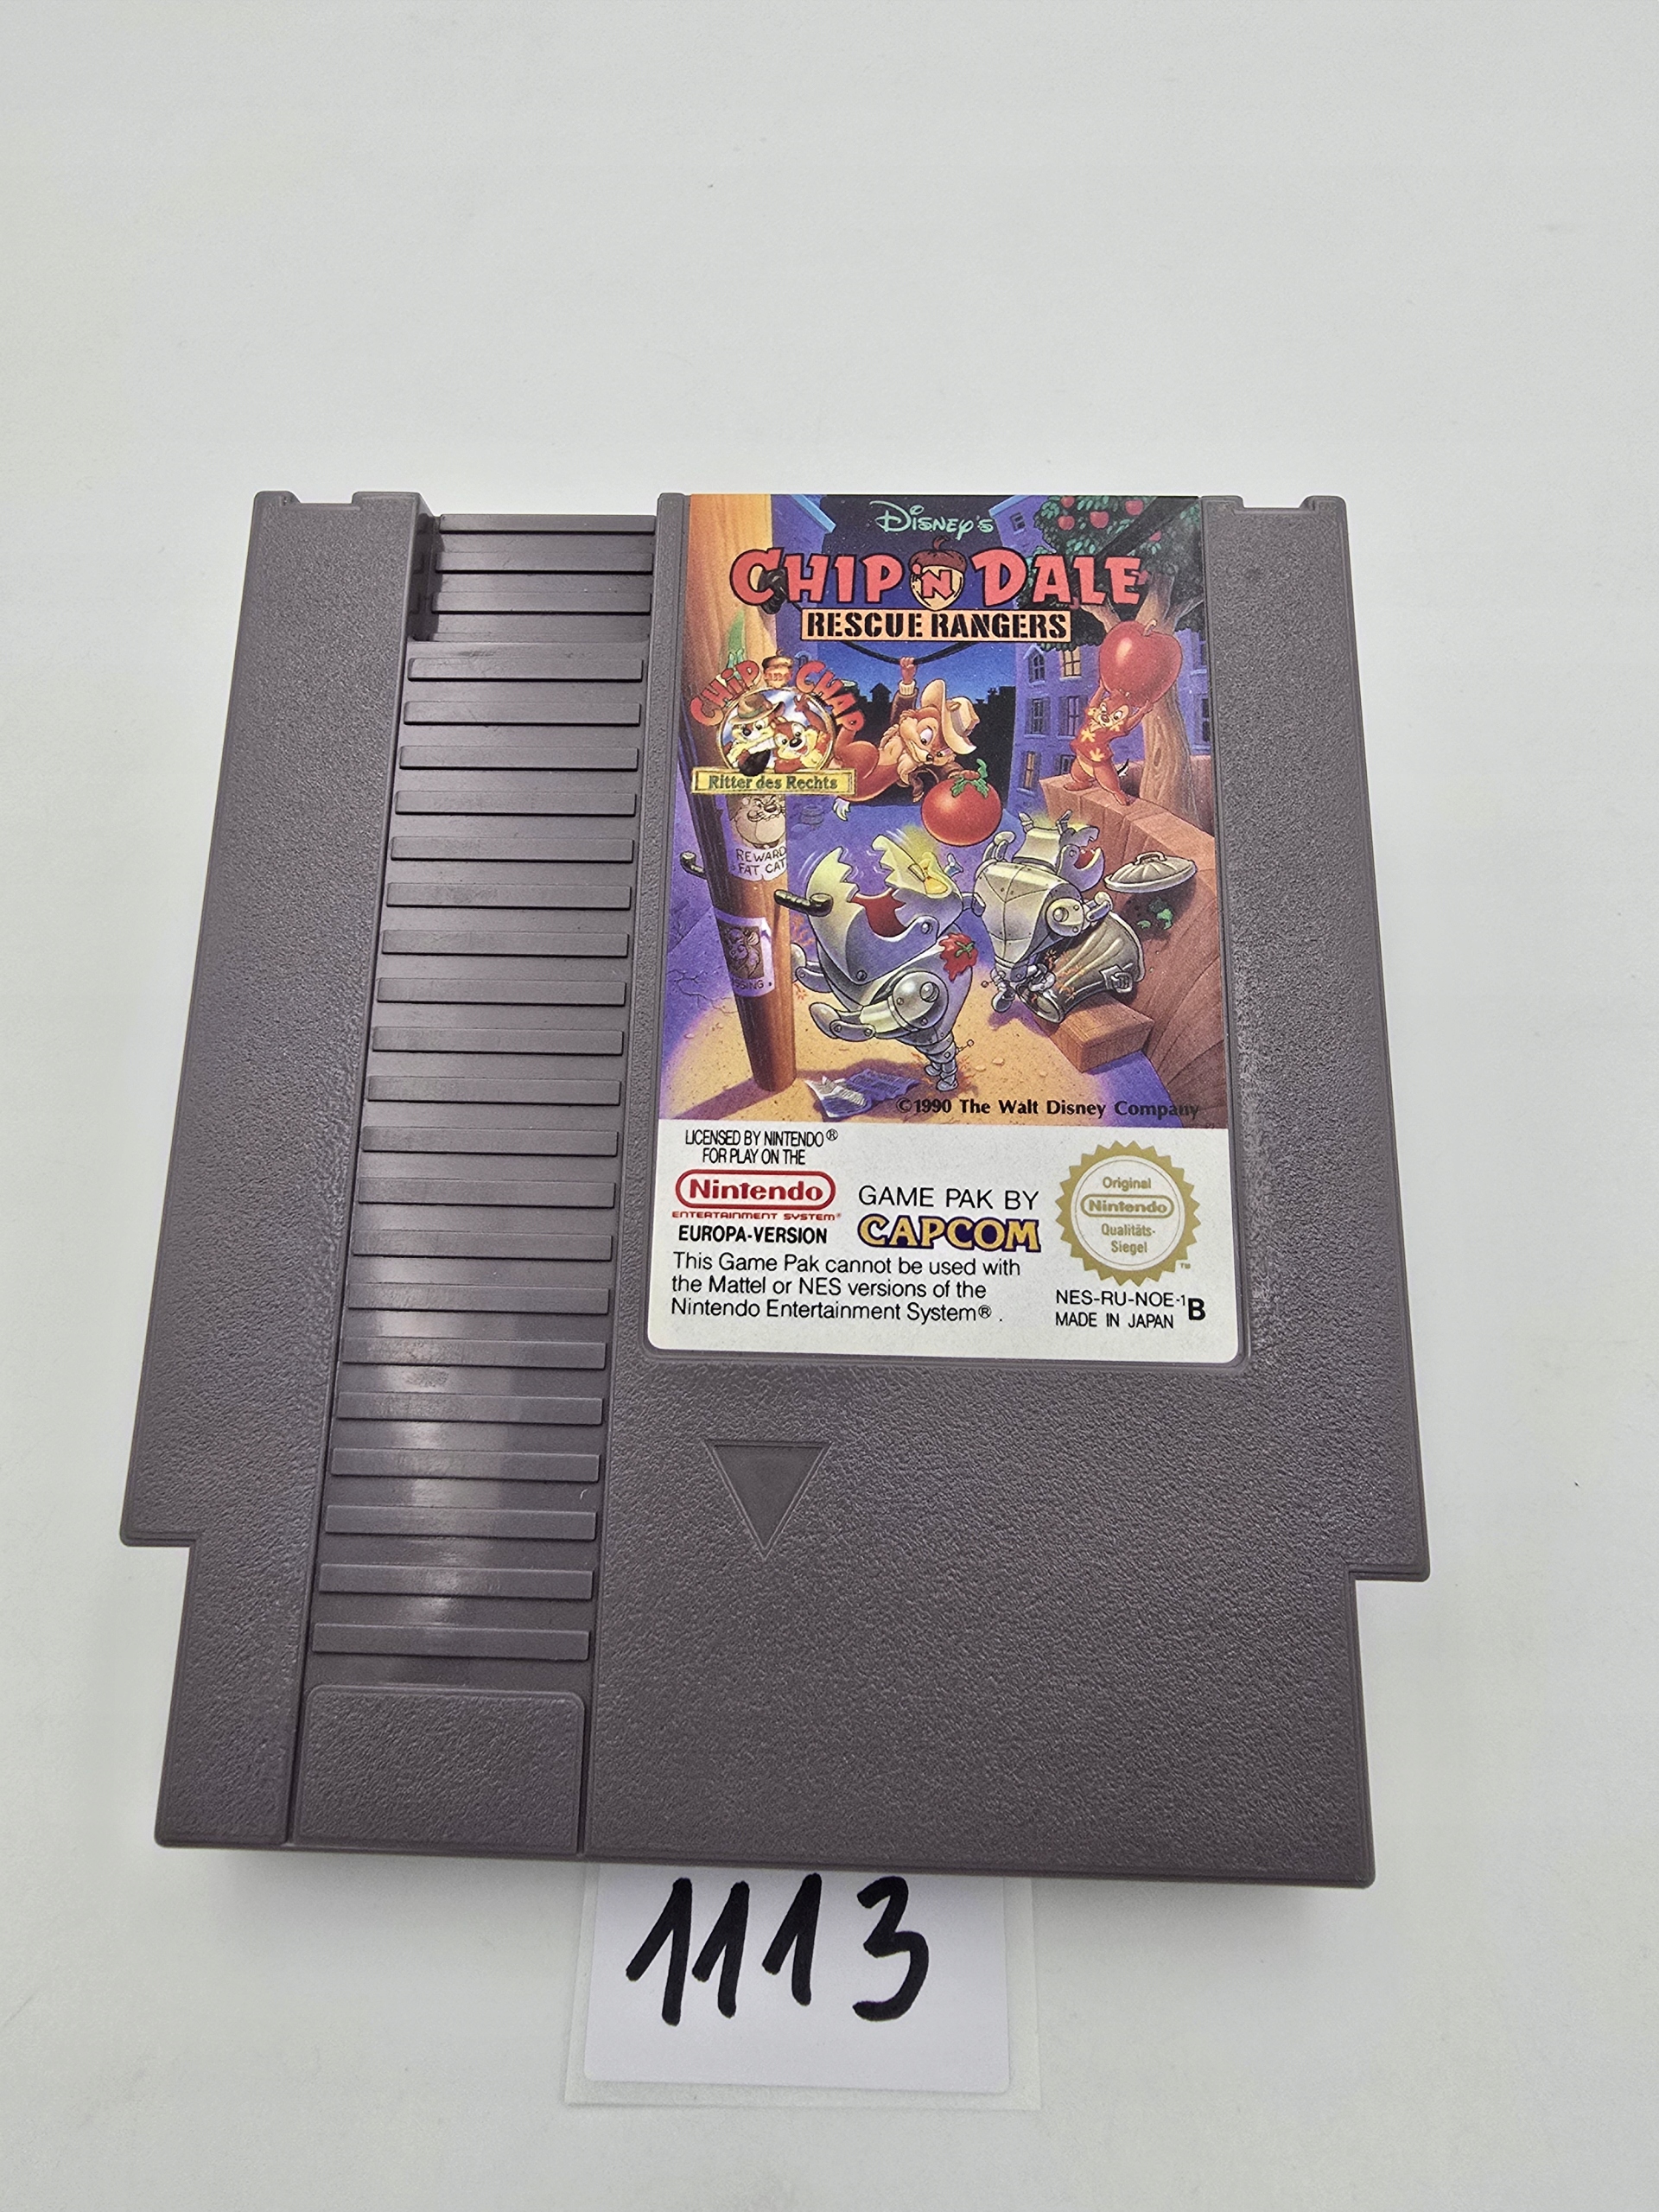 Disney's
CHIP 'N DALE
RESCUE RANGERS
CHIP CHAP
Ritter des Rechts
REWARD
FAT CAT
©1990 The Walt Disney Company
LICENSED BY NINTENDO®
FOR PLAY ON THE
Nintendo
ENTERTAINMENT SYSTEM®
EUROPA-VERSION
GAME PAK BY
CAPCOM
This Game Pak cannot be used with
the Mattel or NES versions of the
Nintendo Entertainment System®.
Original
Nintendo
Qualitäts-
Siegel
TM
NES-RU-NOE-1 B
MADE IN JAPAN
1113